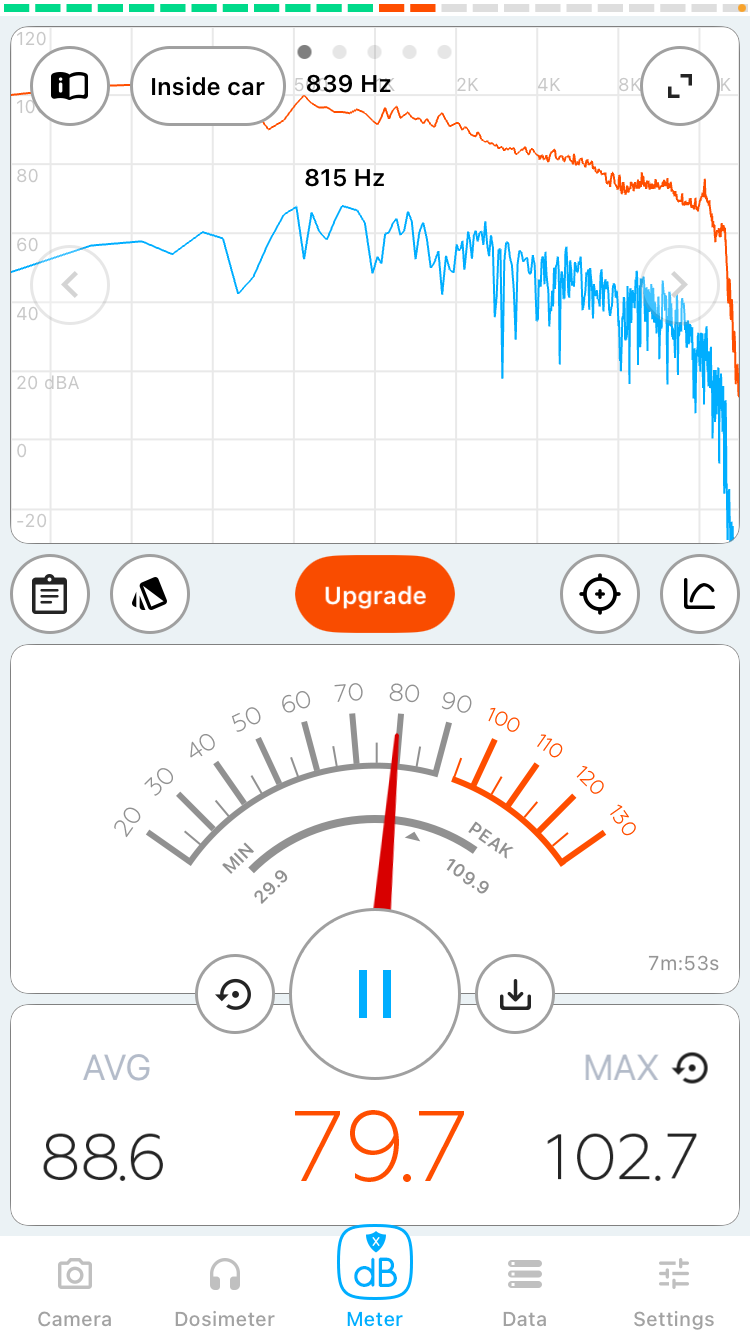 120
Inside car
839 Hz
2K
4K
8K
K
80
815 Hz
60
40
20 dBA
0
-20
Upgrade
20
30
40
50
60
70
80
90
100
110
120
130
MIN
PEAK
29.9
109.9
7m:53s
AVG
MAX
88.6
79.7
102.7
X
dB
Camera
Dosimeter
Meter
Data
Settings